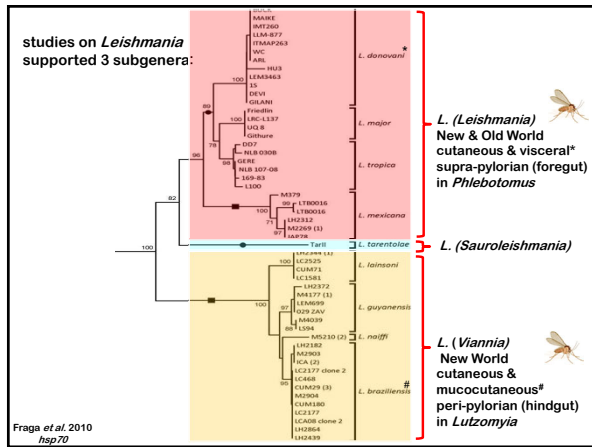 studies on Leishmania
supported 3 subgenera:
MAIKE
IMT260
LLM-877
ITMAP263
WC
ARL
HU3
LEM3463
15
DEVI
GILANI
100
L. donovani*
Friedlin
LRC-L137
UQ 8
Githure
100
L. major
89
78
DD7
NLB 030B
GERE
NLB 107-08
169-83
L100
L. tropica
96
M379
LTB0016
LTB0016
LH2312
M2269 (1)
IAP78
100
99
71
97
L. mexicana
82
TarII
L. tarentolae
100
LH2344 (1)
LC2525
CUM71
LC1581
L. lainsoni
100
LH2372
M4177 (1)
LEM699
029 ZAV
M4039
LS94
97
88
L. guyanensis
M5210 (2)
L. naiffi
LH2182
M2903
ICA (2)
LC2177 clone 2
LC468
CUM29 (3)
M2904
CUM180
LC2177
LCA08 clone 2
LH2864
LH2439
95
L. braziliensis#
L. (Leishmania)
New & Old World
cutaneous & visceral*
supra-pylorian (foregut)
in Phlebotomus
L. (Sauroleishmania)
L. (Viannia)
New World
cutaneous &
mucocutaneous#
peri-pylorian (hindgut)
in Lutzomyia
Fraga et al. 2010
hsp70